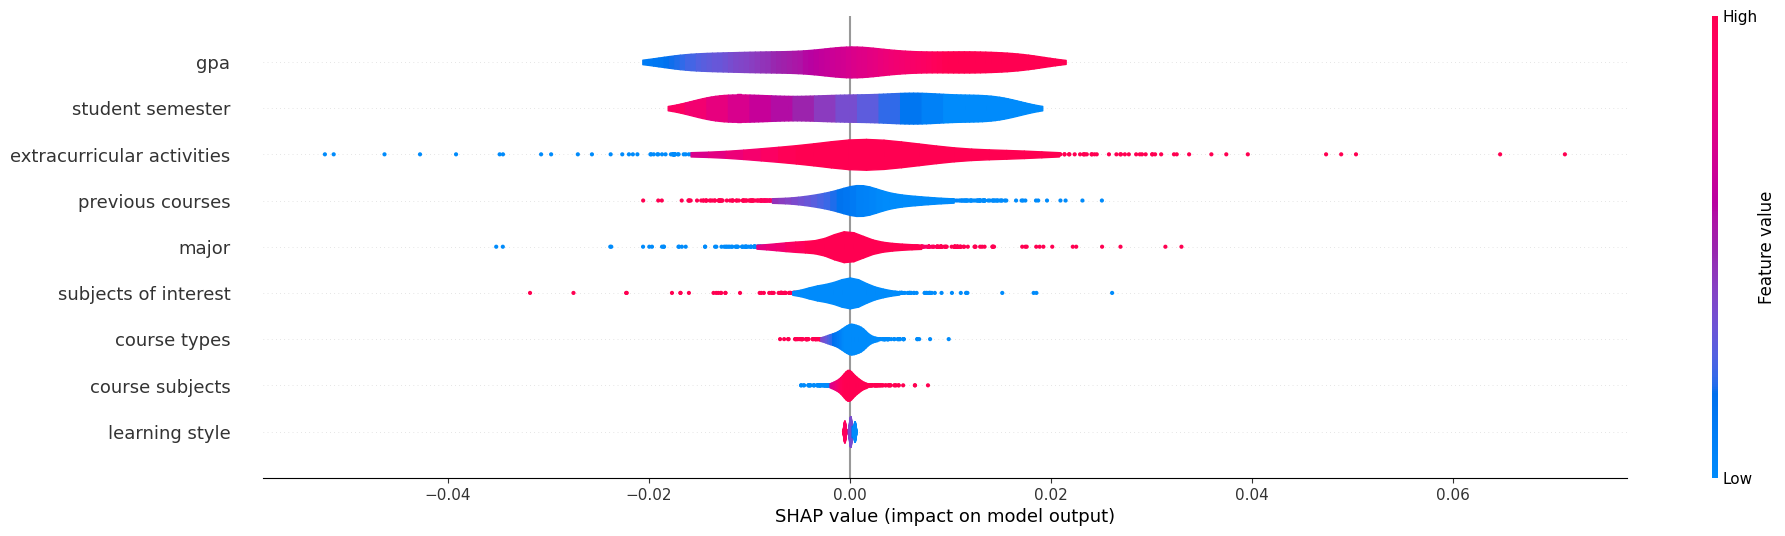 High
gpa
student semester
extracurricular activities
previous courses
major
subjects of interest
course types
course subjects
learning style
Feature value
Low
−0.04 −0.02 0.00 0.02 0.04 0.06
SHAP value (impact on model output)